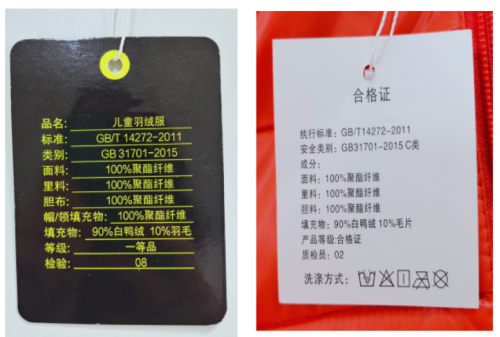 品名: 儿童羽绒服
标准: GB/T 14272-2011
类别: GB 31701-2015
面料: 100%聚酯纤维
里料: 100%聚酯纤维
胆布: 100%聚酯纤维
帽/领填充物: 100%聚酯纤维
填充物: 90%白鸭绒 10%羽毛
等级: 一等品
检验: 08
合格证
执行标准: GB/T14272-2011
安全类别: GB31701-2015 C类
成分:
面料: 100%聚酯纤维
里料: 100%聚酯纤维
胆料: 100%聚酯纤维
填充物: 90%白鸭绒 10%毛片
产品等级:合格证
质检员: 02
洗涤方式: